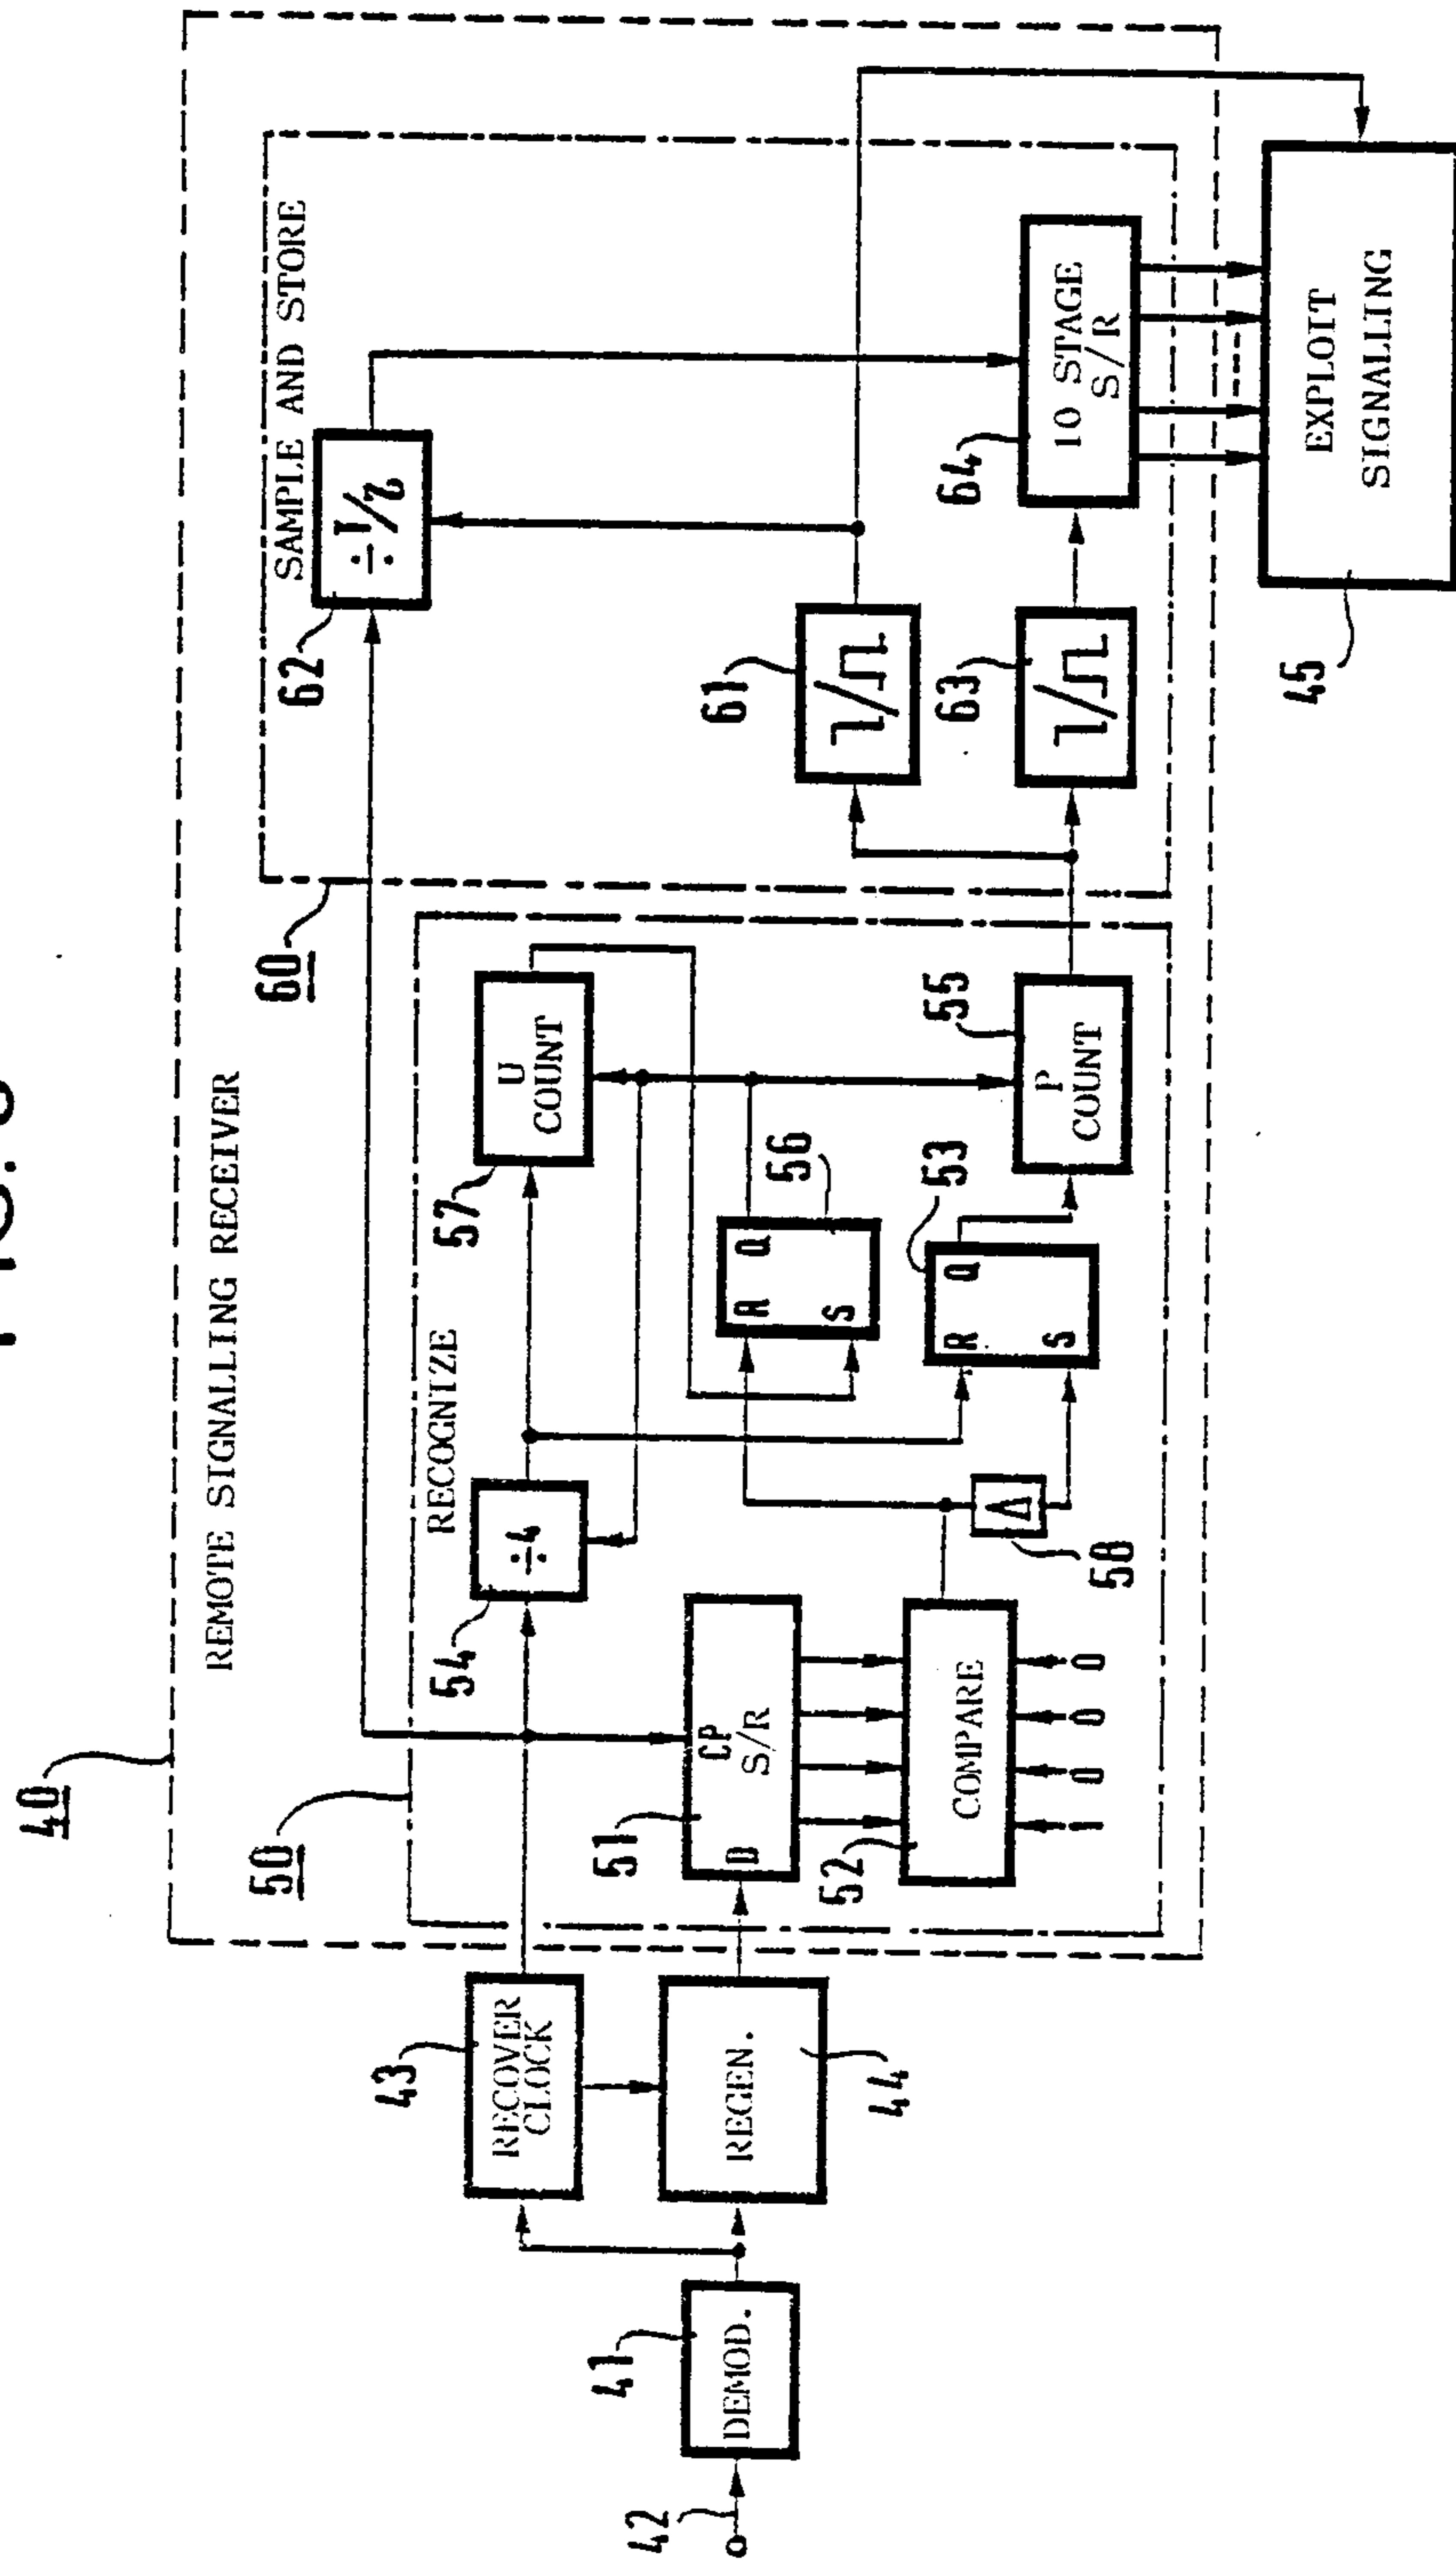 40
REMOTE SIGNALLING RECEIVER
60
SAMPLE AND STORE
62
61
63
64
10 STAGE
S/R
50
RECOGNIZE
54
÷4
57
U
COUNT
56
R Q
S
53
R Q
S
55
P
COUNT
51
CP
D S/R
52
COMPARE
1 0 0 0
58
Δ
43
RECOVER
CLOCK
44
REGEN.
41
DEMOD.
42
45
EXPLOIT
SIGNALLING